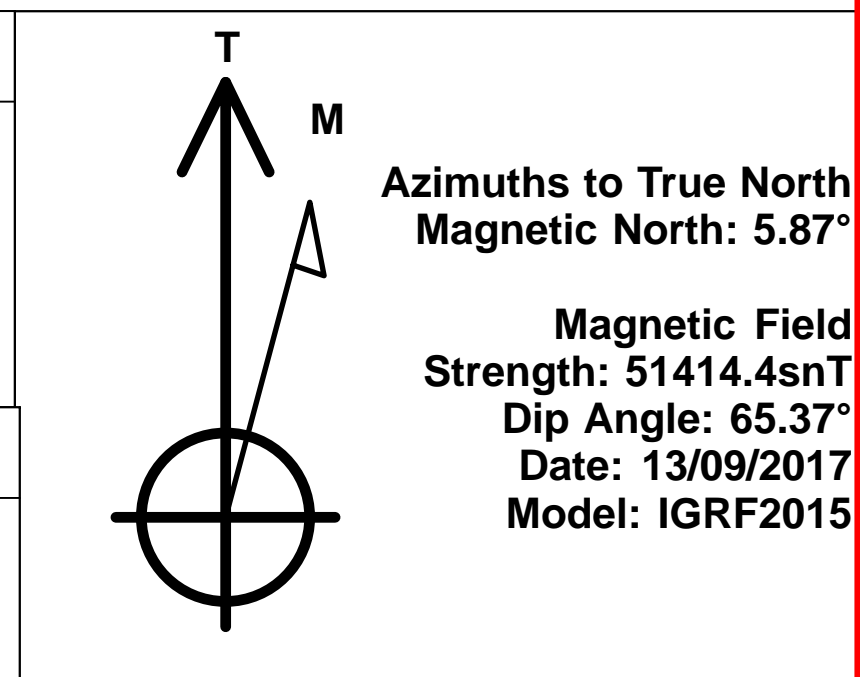 T
M
Azimuths to True North
Magnetic North: 5.87°
Magnetic Field
Strength: 51414.4snT
Dip Angle: 65.37°
Date: 13/09/2017
Model: IGRF2015